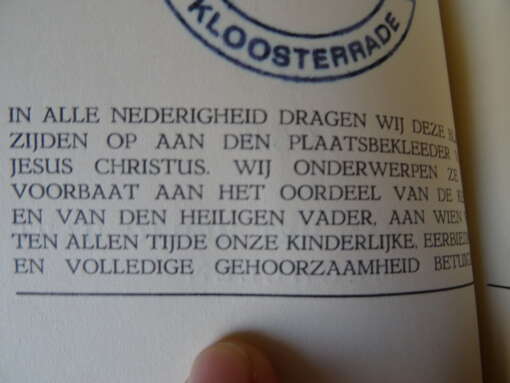 KLOOSTERRADE
IN ALLE NEDERIGHEID DRAGEN WIJ DEZE
ZIJDEN OP AAN DEN PLAATSBEKLEEDER
JESUS CHRISTUS. WIJ ONDERWERPEN ZE
VOORBAAT AAN HET OORDEEL VAN DE
EN VAN DEN HEILIGEN VADER, AAN WIEN
TEN ALLEN TIJDE ONZE KINDERLIJKE,
EN VOLLEDIGE GEHOORZAAMHEID